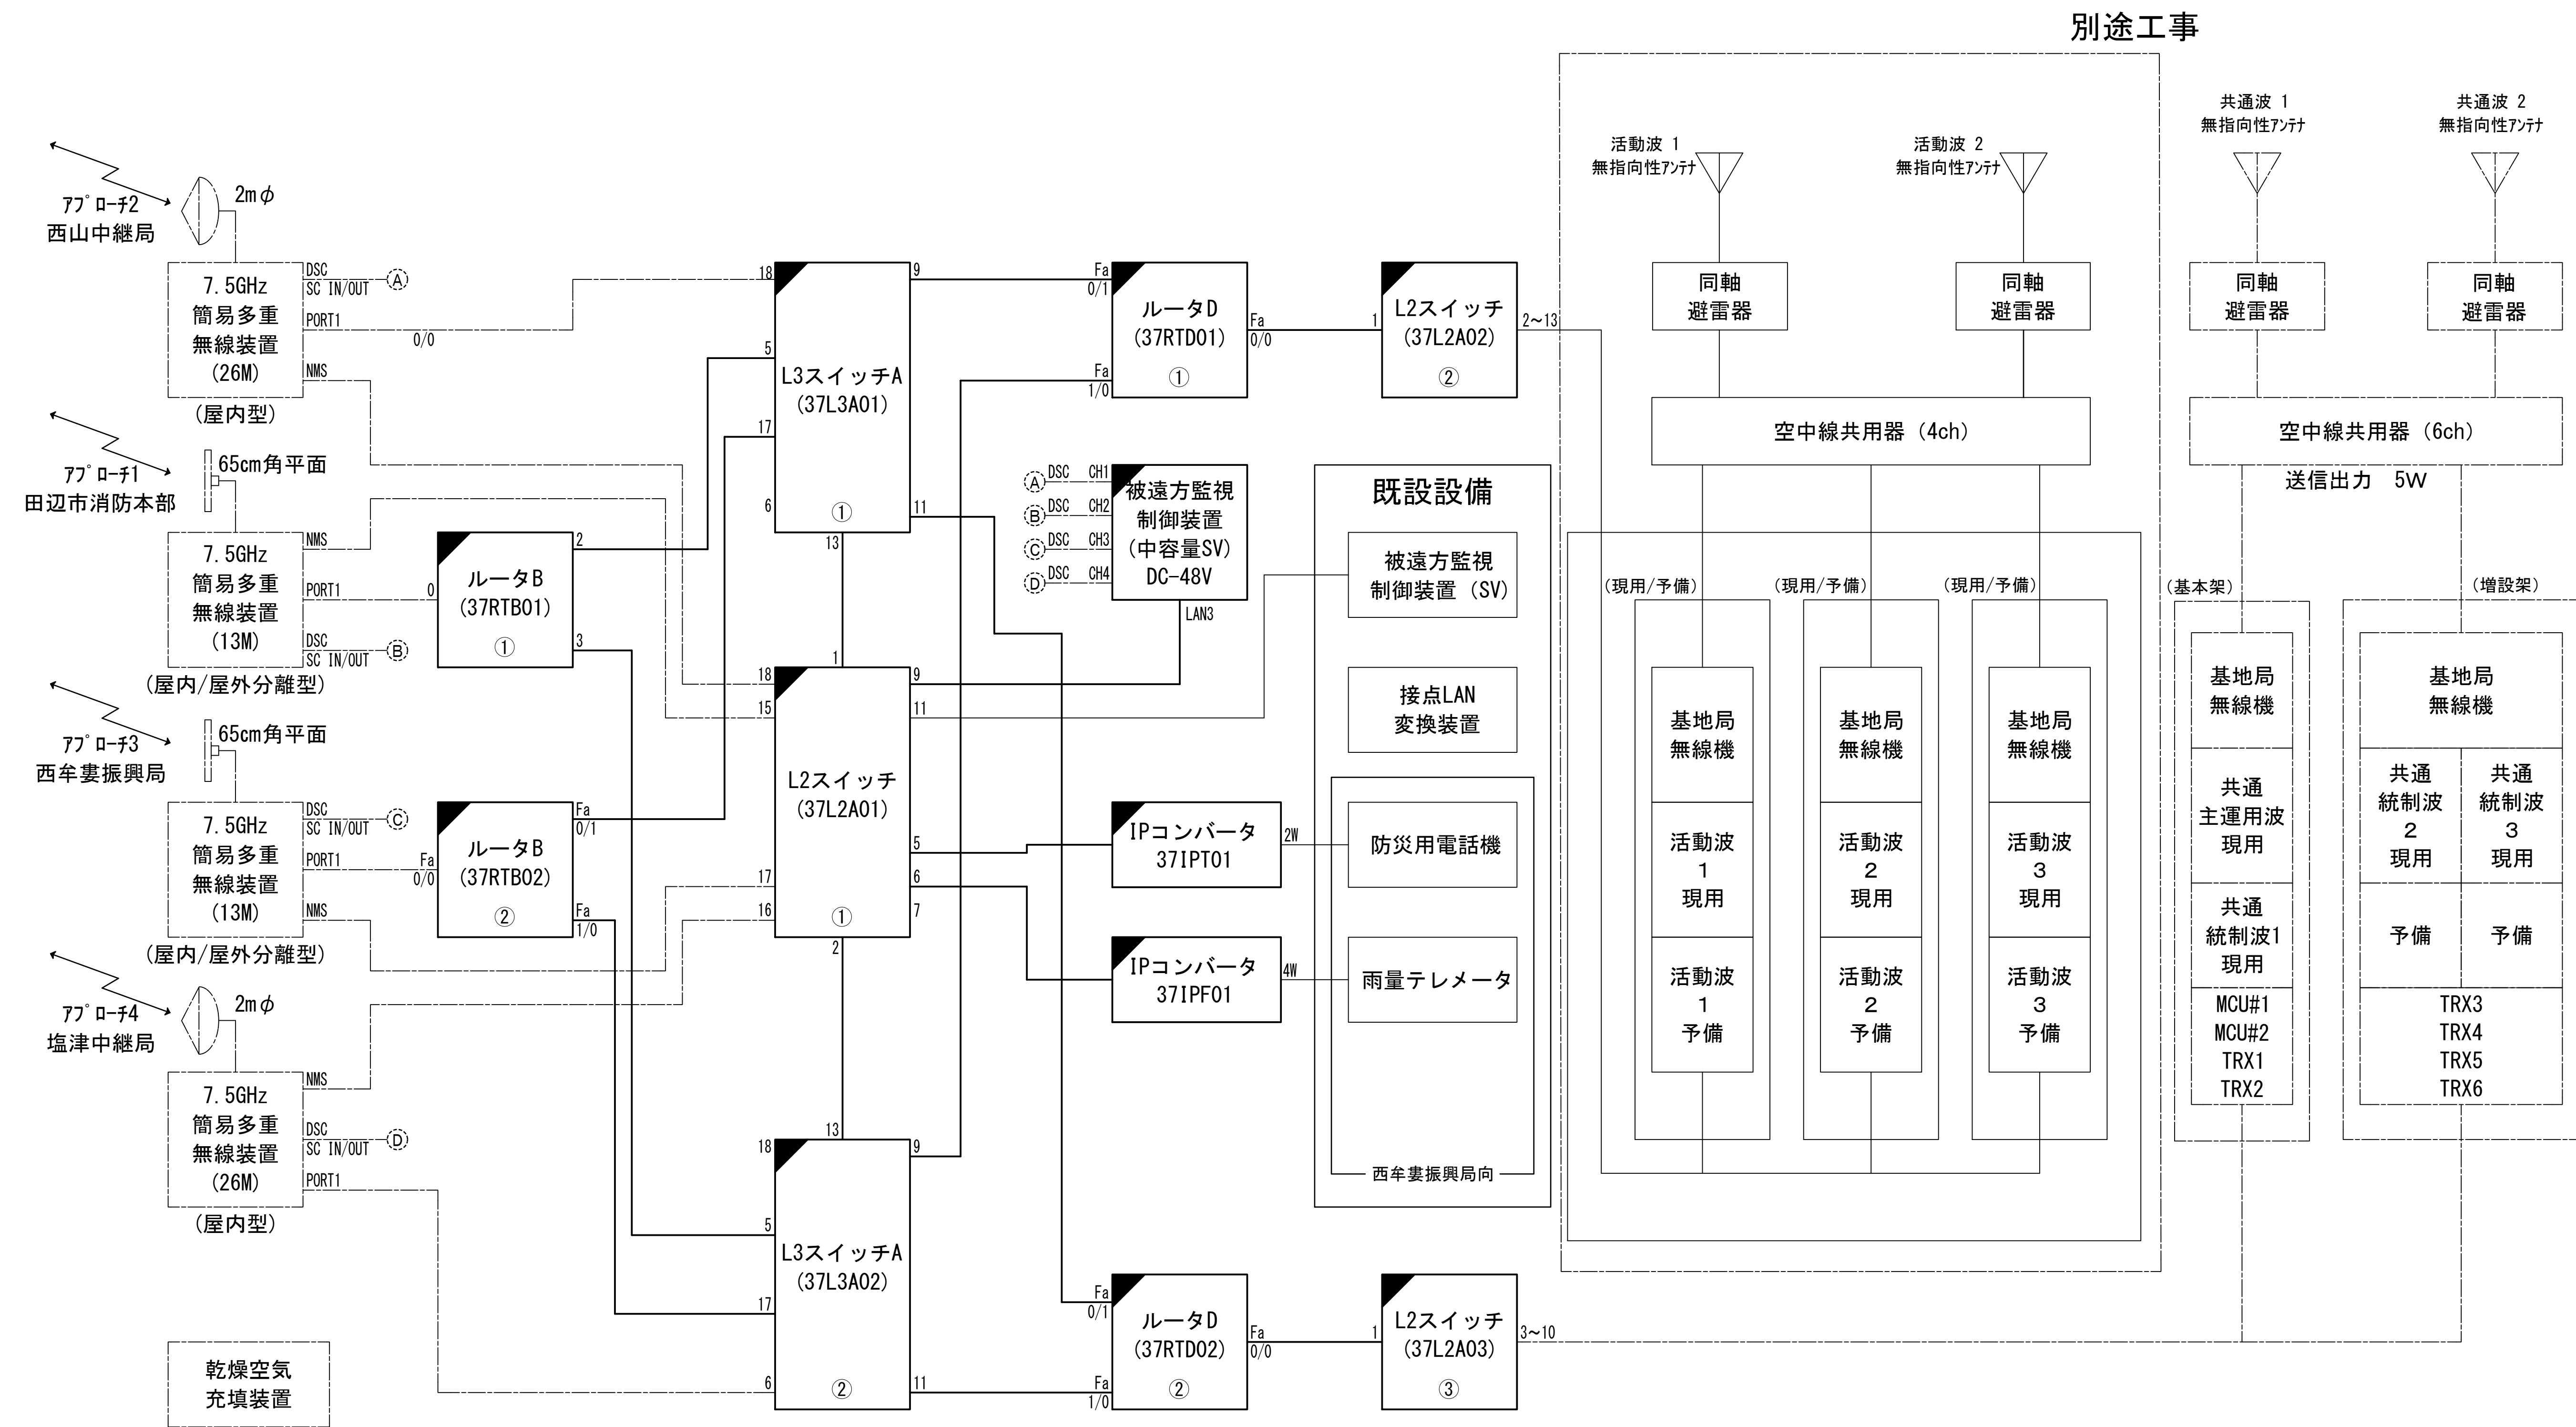 別途工事
共通波 1
無指向性ｱﾝﾃﾅ
共通波 2
無指向性ｱﾝﾃﾅ
活動波 1
無指向性ｱﾝﾃﾅ
活動波 2
無指向性ｱﾝﾃﾅ
同軸
避雷器
同軸
避雷器
同軸
避雷器
同軸
避雷器
空中線共用器 (4ch)
空中線共用器 (6ch)
送信出力　5W
ｱﾌﾟﾛｰﾁ2
西山中継局
2mφ
7.5GHz
簡易多重
無線装置
(26M)
(屋内型)
DSC
SC IN/OUT
A
PORT1
0/0
NMS
ｱﾌﾟﾛｰﾁ1
田辺市消防本部
65cm角平面
7.5GHz
簡易多重
無線装置
(13M)
(屋内/屋外分離型)
NMS
PORT1
0
DSC
SC IN/OUT
B
ルータB
(37RTB01)
①
2
3
ｱﾌﾟﾛｰﾁ3
西牟婁振興局
65cm角平面
7.5GHz
簡易多重
無線装置
(13M)
(屋内/屋外分離型)
DSC
SC IN/OUT
C
PORT1
Fa
0/0
NMS
ルータB
(37RTB02)
②
Fa
0/1
Fa
1/0
ｱﾌﾟﾛｰﾁ4
塩津中継局
2mφ
7.5GHz
簡易多重
無線装置
(26M)
(屋内型)
NMS
DSC
SC IN/OUT
D
PORT1
乾燥空気
充填装置
18
5
17
6
L3スイッチA
(37L3A01)
①
9
11
13
1
18
15
17
16
L2スイッチ
(37L2A01)
①
9
11
5
6
7
2
13
18
5
17
6
L3スイッチA
(37L3A02)
②
9
11
Fa
0/1
Fa
1/0
ルータD
(37RTD01)
①
Fa
0/0
1
L2スイッチ
(37L2A02)
②
2～13
A
DSC CH1
B
DSC CH2
C
DSC CH3
D
DSC CH4
被遠方監視
制御装置
(中容量SV)
DC-48V
LAN3
IPコンバータ
37IPT01
2W
IPコンバータ
37IPF01
4W
既設設備
被遠方監視
制御装置 (SV)
接点LAN
変換装置
防災用電話機
雨量テレメータ
西牟婁振興局向
Fa
0/1
Fa
1/0
ルータD
(37RTD02)
②
Fa
0/0
1
L2スイッチ
(37L2A03)
③
3～10
(現用/予備)
基地局
無線機
活動波
1
現用
活動波
1
予備
(現用/予備)
基地局
無線機
活動波
2
現用
活動波
2
予備
(現用/予備)
基地局
無線機
活動波
3
現用
活動波
3
予備
(基本架)
基地局
無線機
共通
主運用波
現用
共通
統制波1
現用
MCU#1
MCU#2
TRX1
TRX2
(増設架)
基地局
無線機
共通
統制波
2
現用
共通
統制波
3
現用
予備
予備
TRX3
TRX4
TRX5
TRX6